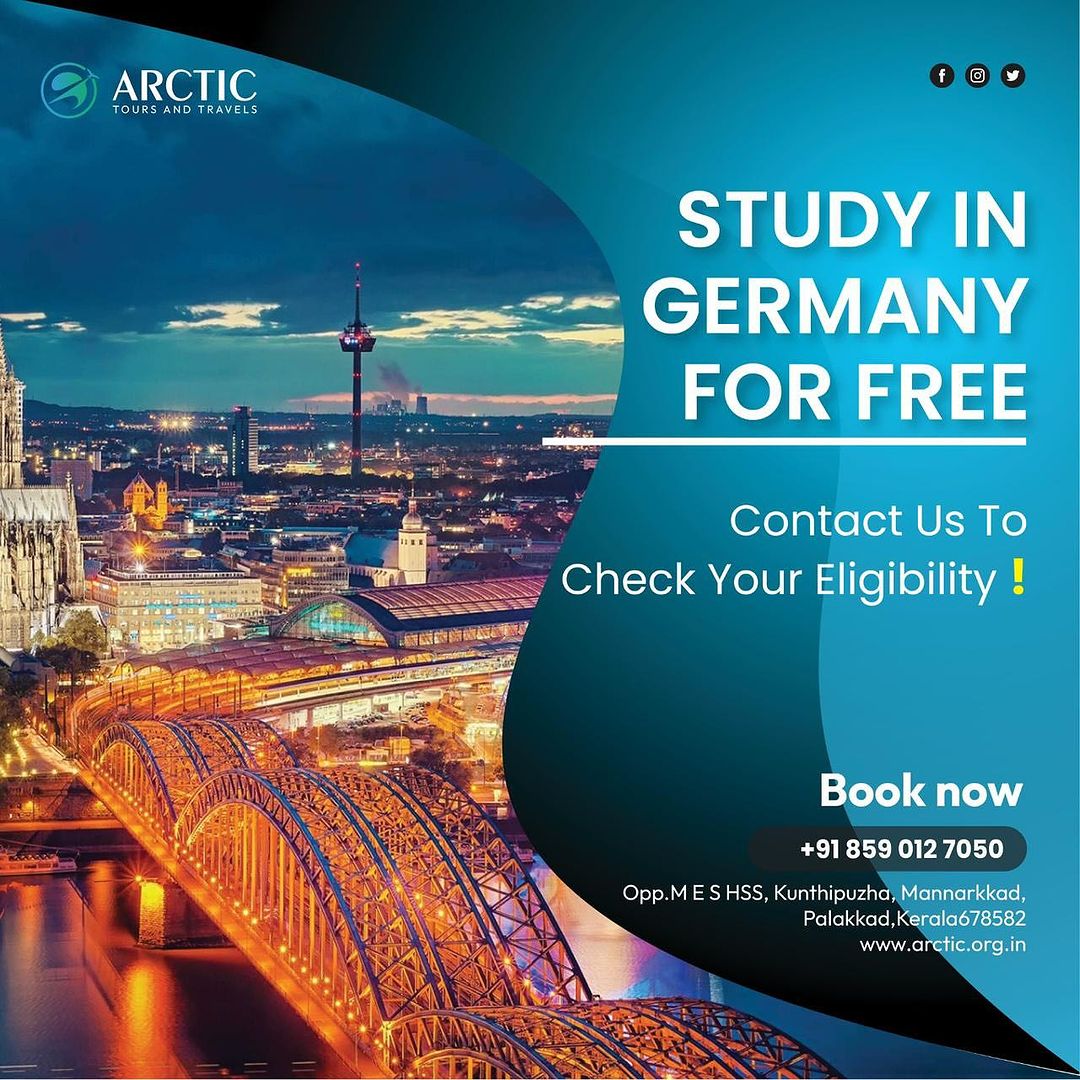 ARCTIC
TOURS AND TRAVELS
STUDY IN
GERMANY
FOR FREE
Contact Us To
Check Your Eligibility !
Book now
+91 859 012 7050
Opp.M E S HSS, Kunthipuzha, Mannarkkad,
Palakkad,Kerala678582
www.arctic.org.in